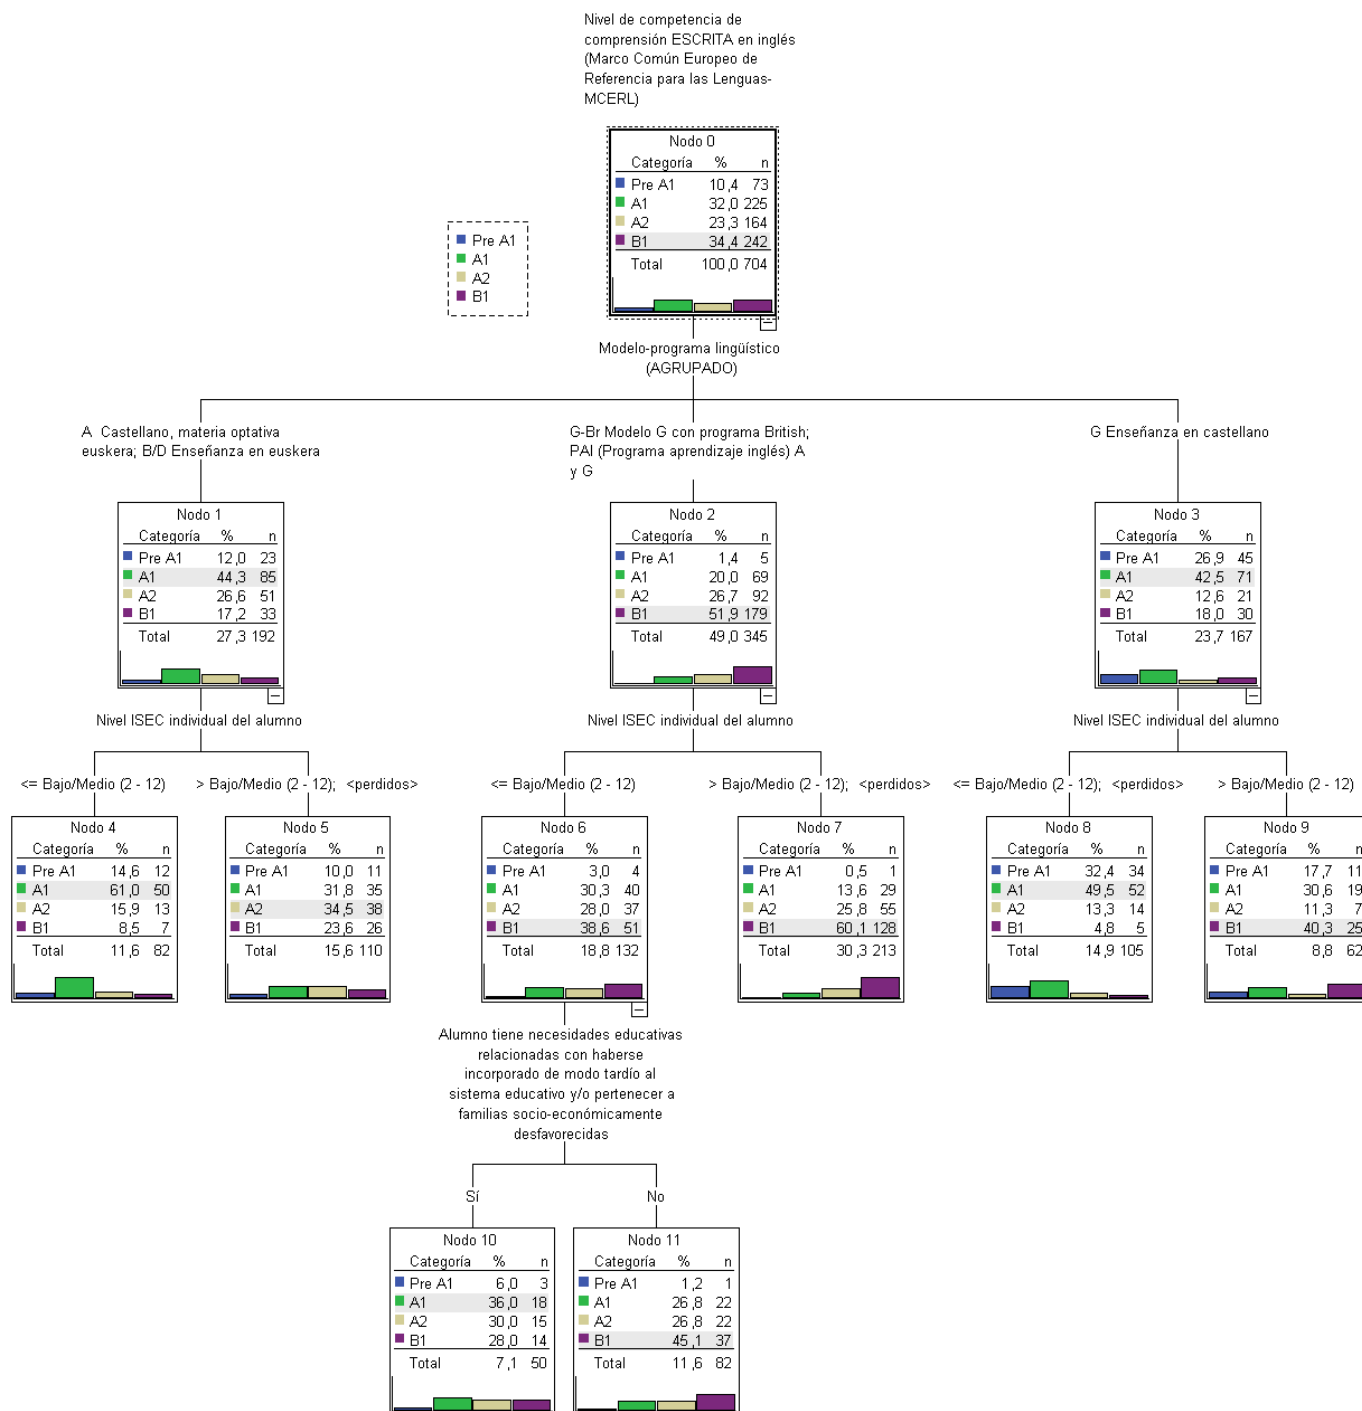 Nivel de competencia de
comprensión ESCRITA en inglés
(Marco Común Europeo de
Referencia para las Lenguas-
MCERL)
Nodo 0
Categoría % n
Pre A1 10,4 73
A1 32,0 225
A2 23,3 164
B1 34,4 242
Total 100,0 704
Pre A1
A1
A2
B1
Modelo-programa lingüístico
(AGRUPADO)
A Castellano, materia optativa
euskera; B/D Enseñanza en euskera
G-Br Modelo G con programa British;
PAI (Programa aprendizaje inglés) A
y G
G Enseñanza en castellano
Nodo 1
Categoría % n
Pre A1 12,0 23
A1 44,3 85
A2 26,6 51
B1 17,2 33
Total 27,3 192
Nodo 2
Categoría % n
Pre A1 1,4 5
A1 20,0 69
A2 26,7 92
B1 51,9 179
Total 49,0 345
Nodo 3
Categoría % n
Pre A1 26,9 45
A1 42,5 71
A2 12,6 21
B1 18,0 30
Total 23,7 167
Nivel ISEC individual del alumno
Nivel ISEC individual del alumno
Nivel ISEC individual del alumno
<= Bajo/Medio (2 - 12)
> Bajo/Medio (2 - 12); <perdidos>
<= Bajo/Medio (2 - 12)
> Bajo/Medio (2 - 12); <perdidos>
<= Bajo/Medio (2 - 12); <perdidos>
> Bajo/Medio (2 - 12)
Nodo 4
Categoría % n
Pre A1 14,6 12
A1 61,0 50
A2 15,9 13
B1 8,5 7
Total 11,6 82
Nodo 5
Categoría % n
Pre A1 10,0 11
A1 31,8 35
A2 34,5 38
B1 23,6 26
Total 15,6 110
Nodo 6
Categoría % n
Pre A1 3,0 4
A1 30,3 40
A2 28,0 37
B1 38,6 51
Total 18,8 132
Nodo 7
Categoría % n
Pre A1 0,5 1
A1 13,6 29
A2 25,8 55
B1 60,1 128
Total 30,3 213
Nodo 8
Categoría % n
Pre A1 32,4 34
A1 49,5 52
A2 13,3 14
B1 4,8 5
Total 14,9 105
Nodo 9
Categoría % n
Pre A1 17,7 11
A1 30,6 19
A2 11,3 7
B1 40,3 25
Total 8,8 62
Alumno tiene necesidades educativas
relacionadas con haberse
incorporado de modo tardío al
sistema educativo y/o pertenecer a
familias socio-económicamente
desfavorecidas
Sí
No
Nodo 10
Categoría % n
Pre A1 6,0 3
A1 36,0 18
A2 30,0 15
B1 28,0 14
Total 7,1 50
Nodo 11
Categoría % n
Pre A1 1,2 1
A1 26,8 22
A2 26,8 22
B1 45,1 37
Total 11,6 82